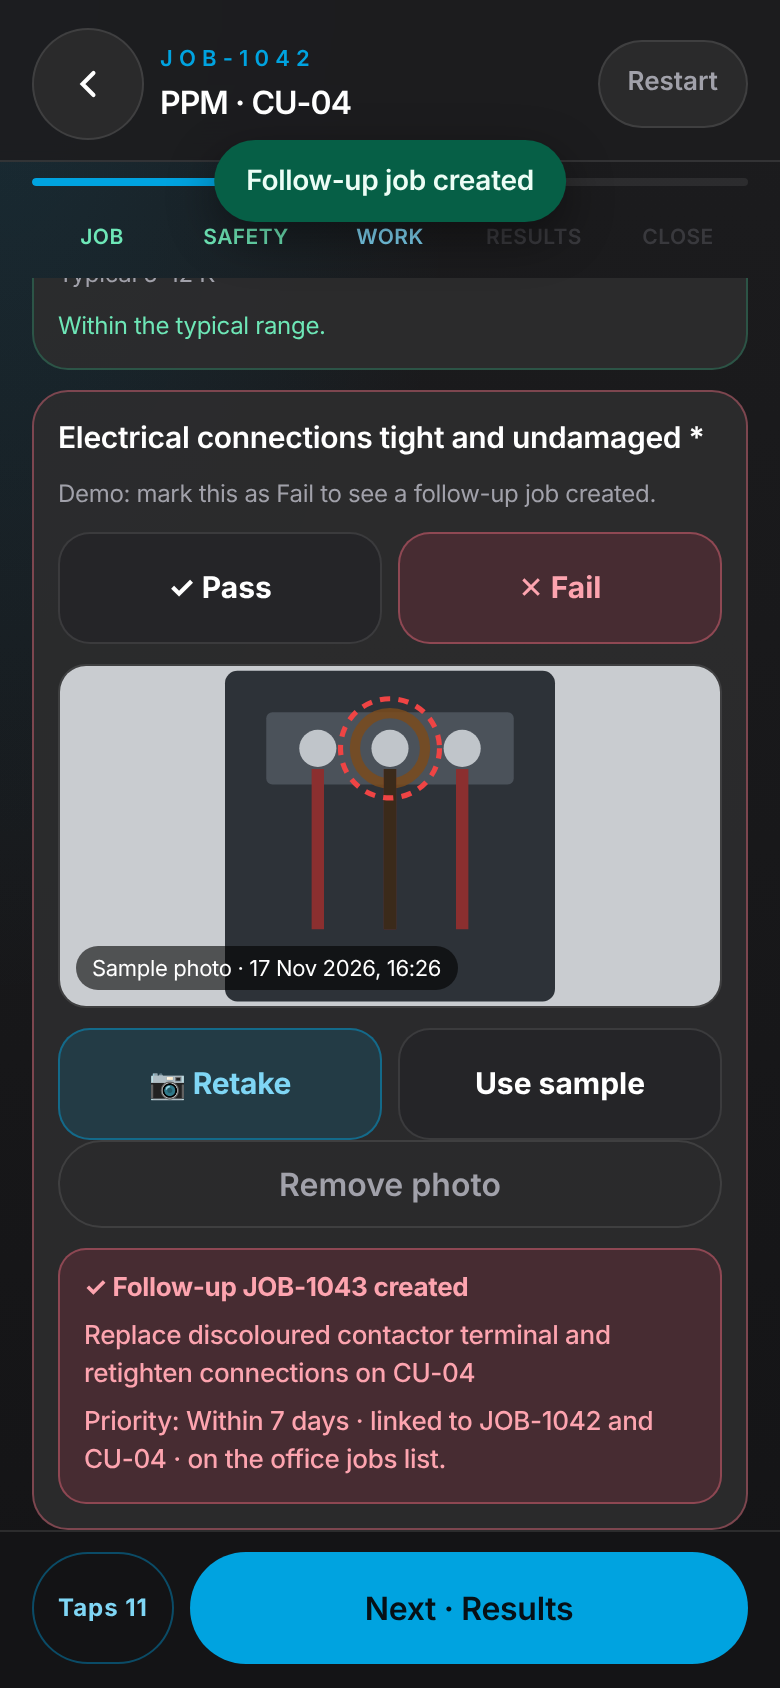 JOB-1042
PPM · CU-04
Restart
Follow-up job created
JOB
SAFETY
WORK
RESULTS
CLOSE
Within the typical range.
Electrical connections tight and undamaged *
Demo: mark this as Fail to see a follow-up job created.
✓ Pass
✕ Fail
Sample photo · 17 Nov 2026, 16:26
📷 Retake
Use sample
Remove photo
✓ Follow-up JOB-1043 created
Replace discoloured contactor terminal and
retighten connections on CU-04
Priority: Within 7 days · linked to JOB-1042 and
CU-04 · on the office jobs list.
Taps 11
Next · Results